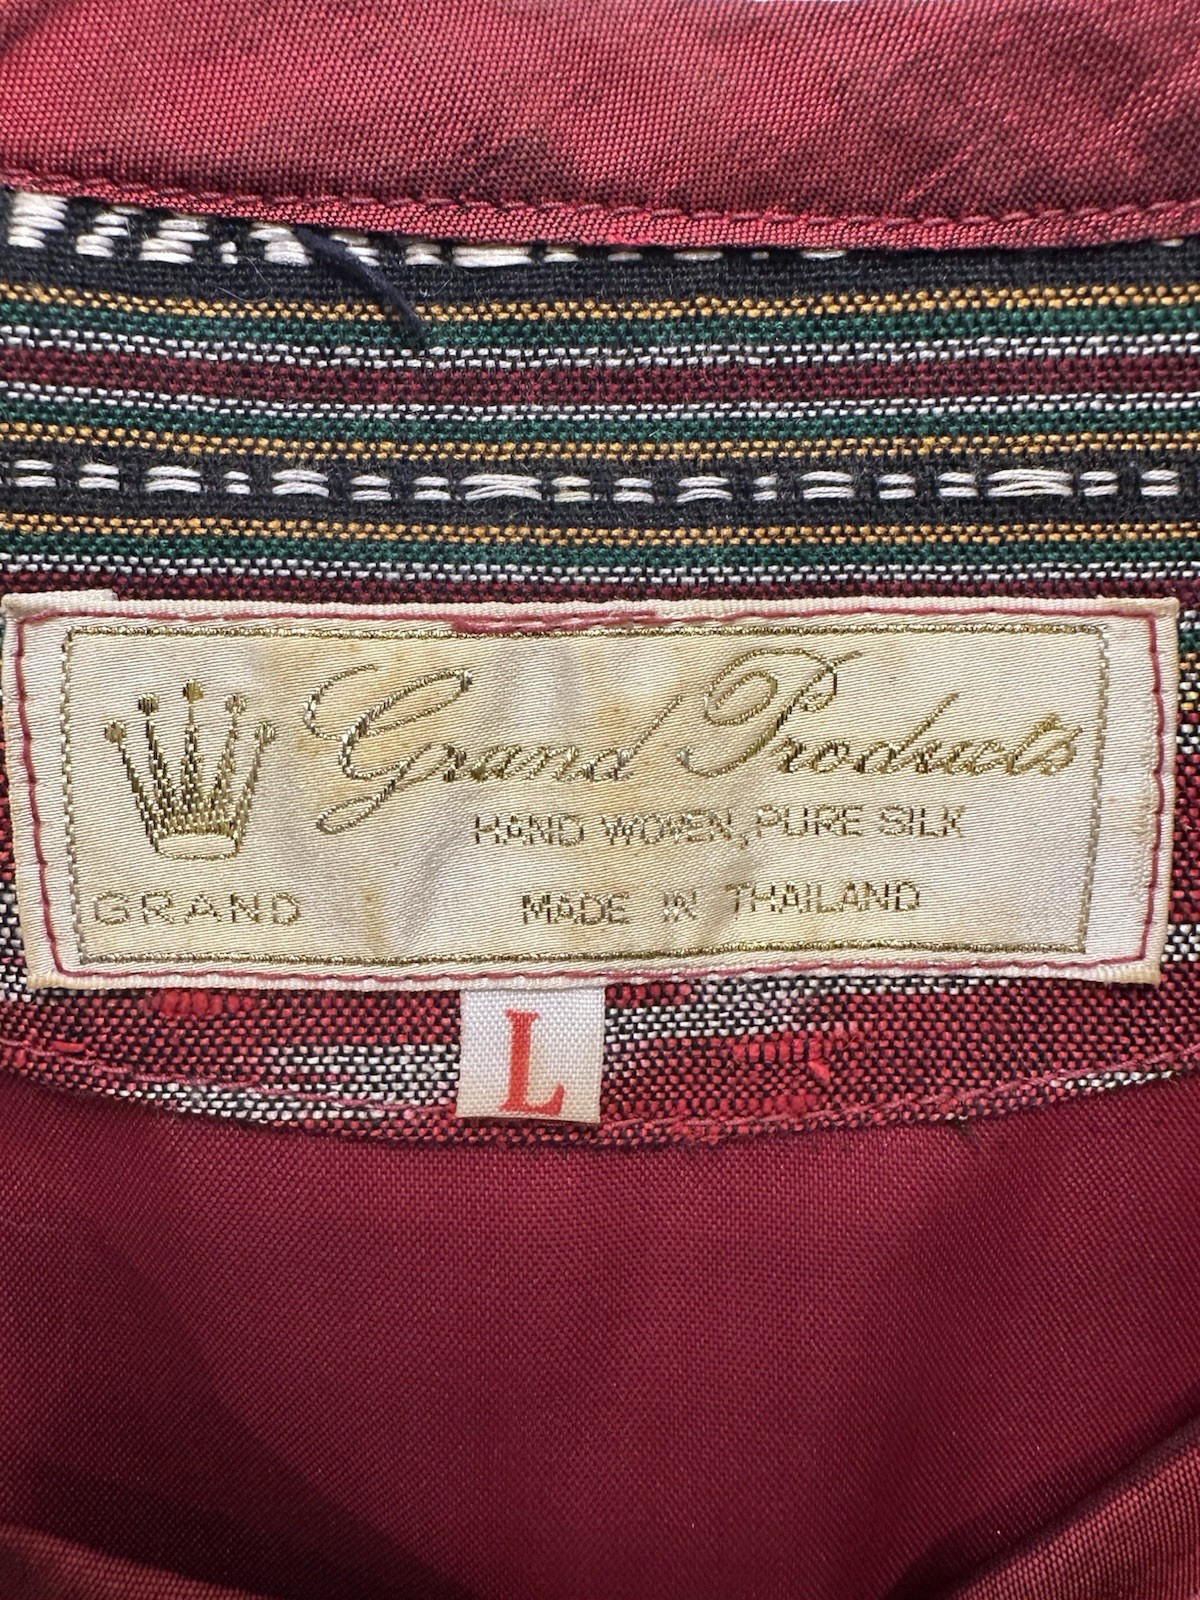 Grand Products
HAND WOVEN, PURE SILK
GRAND
MADE IN THAILAND
L